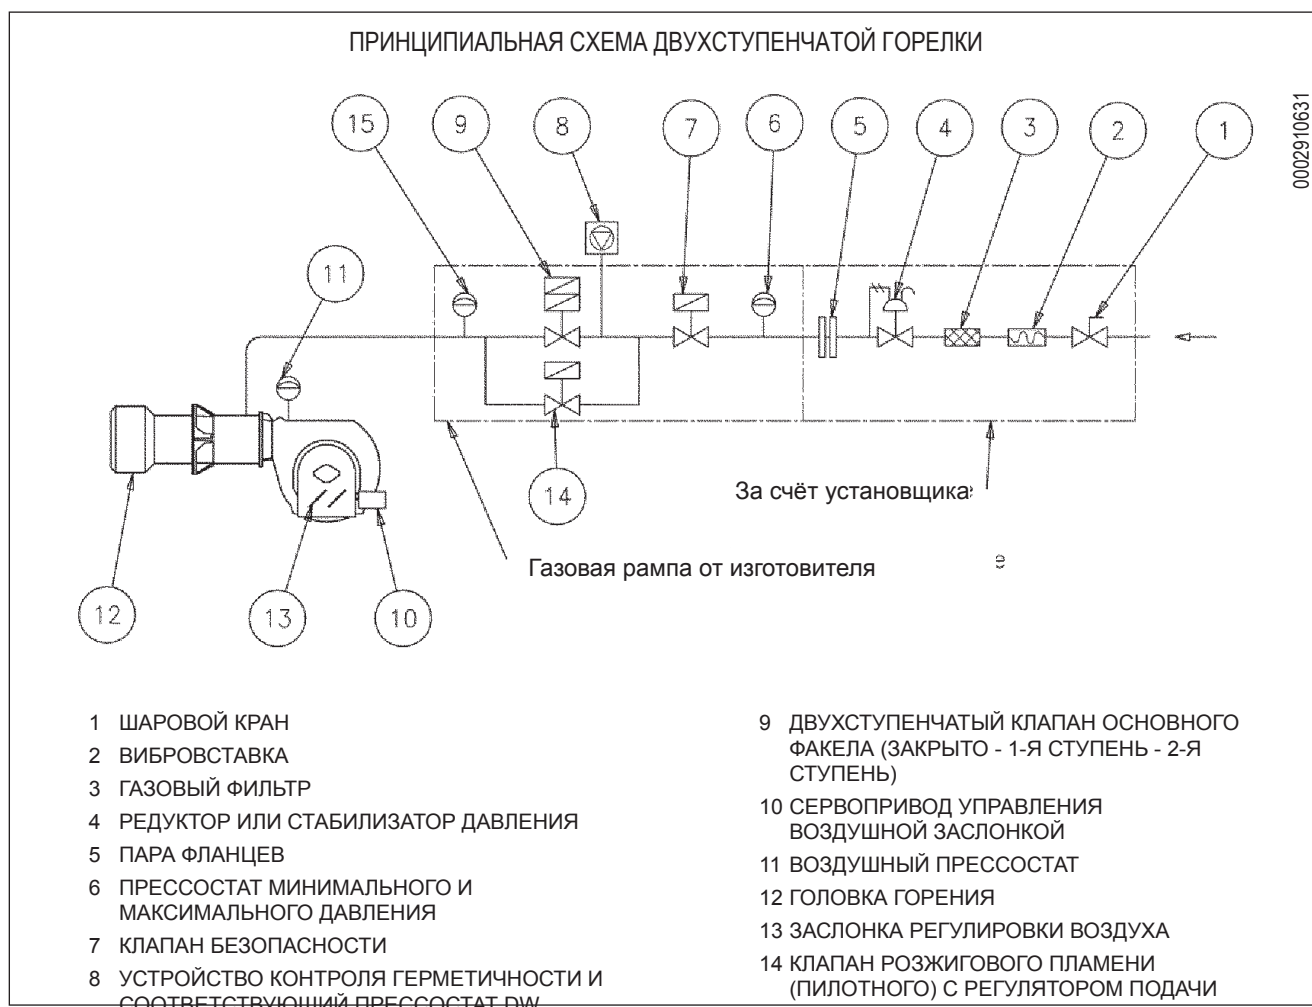 ПРИНЦИПИАЛЬНАЯ СХЕМА ДВУХСТУПЕНЧАТОЙ ГОРЕЛКИ
0002910631
15
9
8
7
6
5
4
3
2
1
11
14
За счёт установщика
Газовая рампа от изготовителя
е
12
13
10
1 ШАРОВОЙ КРАН
2 ВИБРОВСТАВКА
3 ГАЗОВЫЙ ФИЛЬТР
4 РЕДУКТОР ИЛИ СТАБИЛИЗАТОР ДАВЛЕНИЯ
5 ПАРА ФЛАНЦЕВ
6 ПРЕССОСТАТ МИНИМАЛЬНОГО И
МАКСИМАЛЬНОГО ДАВЛЕНИЯ
7 КЛАПАН БЕЗОПАСНОСТИ
8 УСТРОЙСТВО КОНТРОЛЯ ГЕРМЕТИЧНОСТИ И
СООТВЕТСТВУЮЩИЙ ПРЕССОСТАТ DW
9 ДВУХСТУПЕНЧАТЫЙ КЛАПАН ОСНОВНОГО
ФАКЕЛА (ЗАКРЫТО - 1-Я СТУПЕНЬ - 2-Я
СТУПЕНЬ)
10 СЕРВОПРИВОД УПРАВЛЕНИЯ
ВОЗДУШНОЙ ЗАСЛОНКОЙ
11 ВОЗДУШНЫЙ ПРЕССОСТАТ
12 ГОЛОВКА ГОРЕНИЯ
13 ЗАСЛОНКА РЕГУЛИРОВКИ ВОЗДУХА
14 КЛАПАН РОЗЖИГОВОГО ПЛАМЕНИ
(ПИЛОТНОГО) С РЕГУЛЯТОРОМ ПОДАЧИ